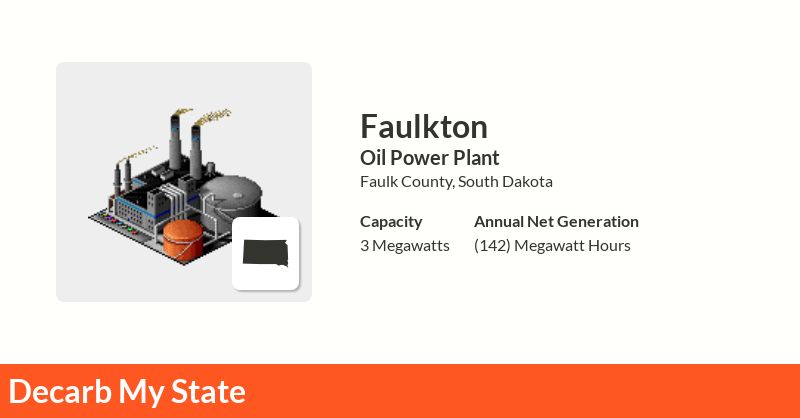 Faulkton
Oil Power Plant
Faulk County, South Dakota
Capacity Annual Net Generation
3 Megawatts (142) Megawatt Hours
Decarb My State